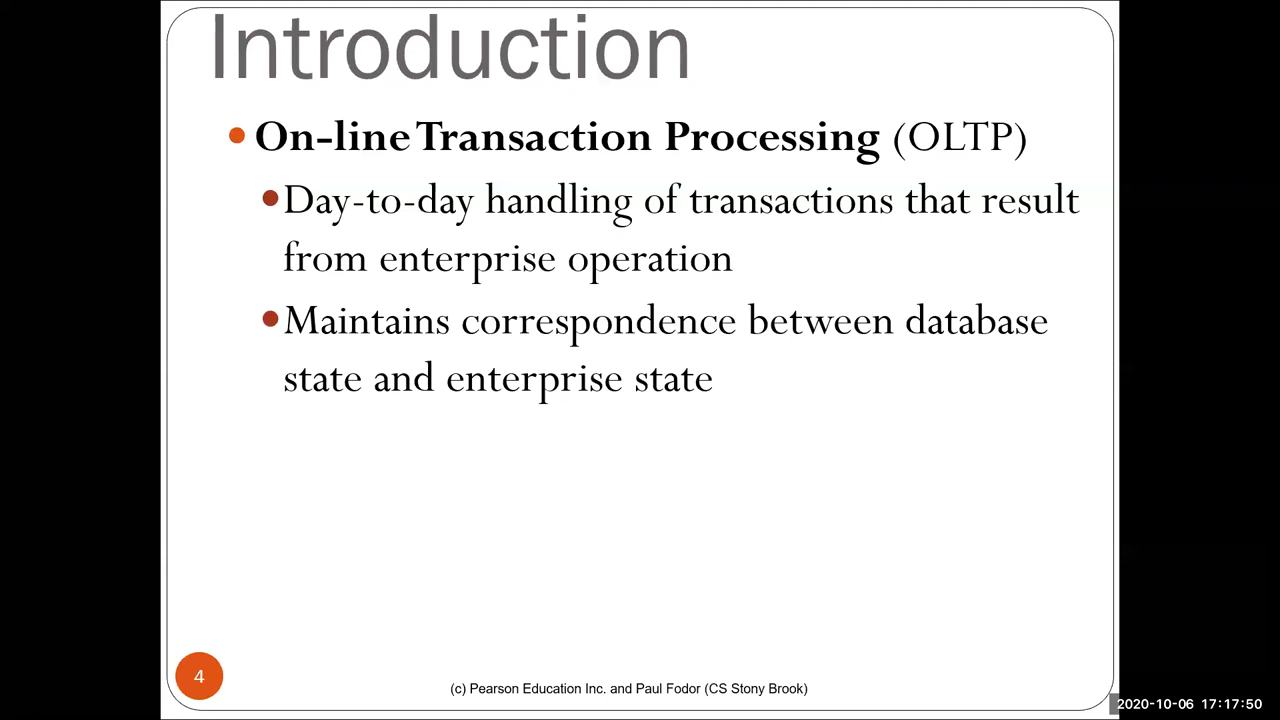 Introduction
On-line Transaction Processing (OLTP)
Day-to-day handling of transactions that result
from enterprise operation
Maintains correspondence between database
state and enterprise state
4
(c) Pearson Education Inc. and Paul Fodor (CS Stony Brook)
2020-10-06 17:17:50